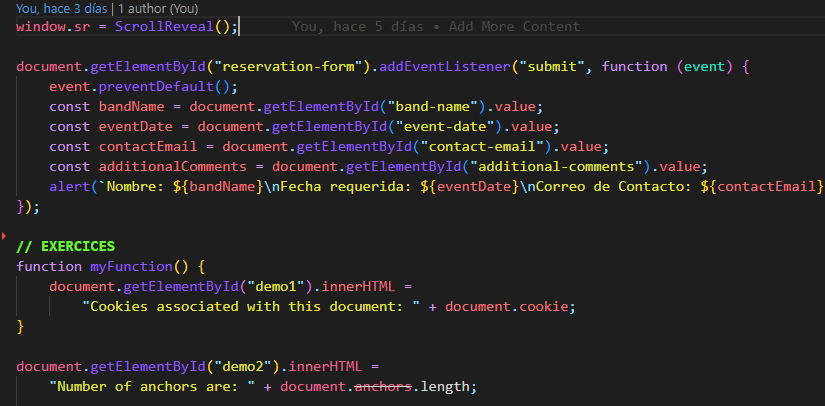 You, hace 3 días | 1 author (You)
window.sr = ScrollReveal();    You, hace 5 días • Add More Content
document.getElementById("reservation-form").addEventListener("submit", function (event) {
    event.preventDefault();
    const bandName = document.getElementById("band-name").value;
    const eventDate = document.getElementById("event-date").value;
    const contactEmail = document.getElementById("contact-email").value;
    const additionalComments = document.getElementById("additional-comments").value;
    alert(`Nombre: ${bandName}\nFecha requerida: ${eventDate}\nCorreo de Contacto: ${contactEmail}
});
// EXERCICES
function myFunction() {
    document.getElementById("demo1").innerHTML =
        "Cookies associated with this document: " + document.cookie;
}
document.getElementById("demo2").innerHTML =
    "Number of anchors are: " + document.anchors.length;